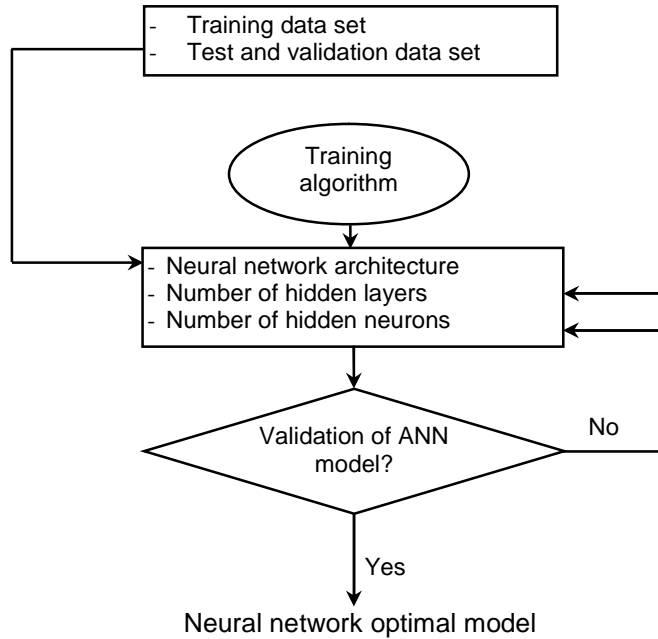 - Training data set
- Test and validation data set
Training
algorithm
- Neural network architecture
- Number of hidden layers
- Number of hidden neurons
Validation of ANN
model?
No
Yes
Neural network optimal model